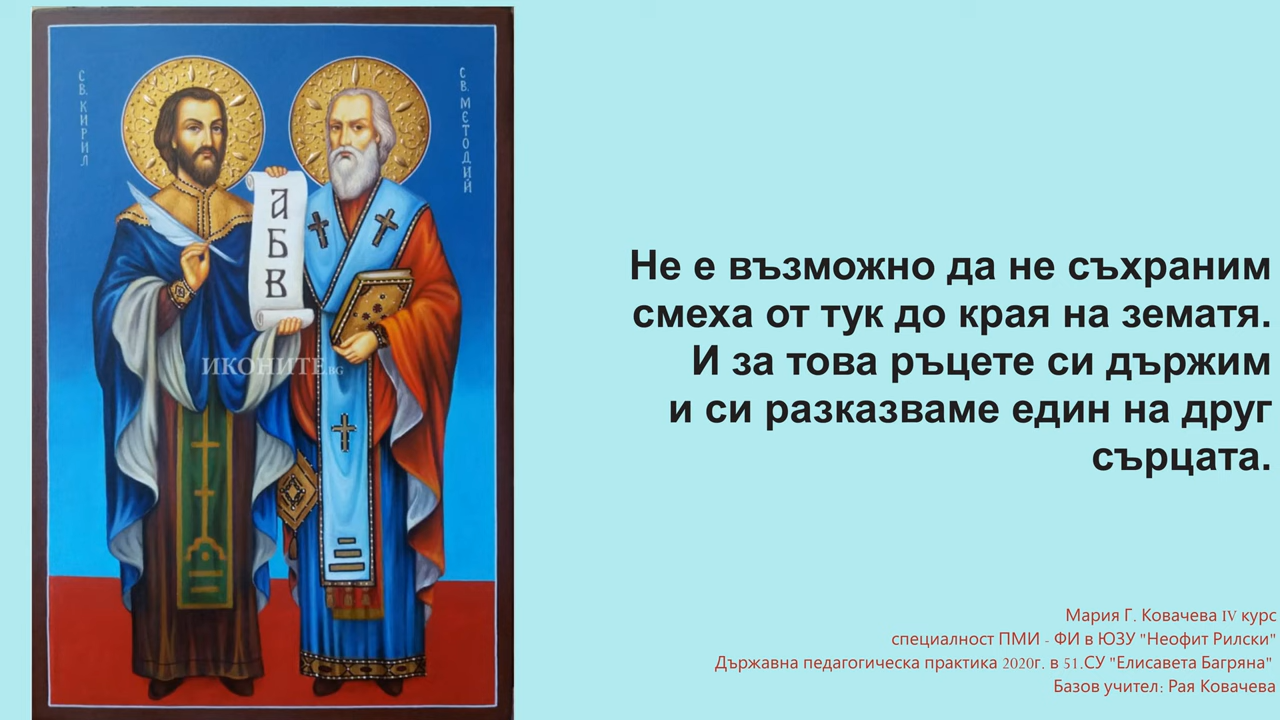 СВ. КИРИЛ
СВ. МЕТОДИЙ
А
Б
В
ИКОНИТЕ.BG
Не е възможно да не съхраним
смеха от тук до края на зематя.
И за това ръцете си държим
и си разказваме един на друг
сърцата.
Мария Г. Ковачева IV курс
специалност ПМИ - ФИ в ЮЗУ "Неофит Рилски"
Държавна педагогическа практика 2020г. в 51.СУ "Елисавета Багряна"
Базов учител: Рая Ковачева